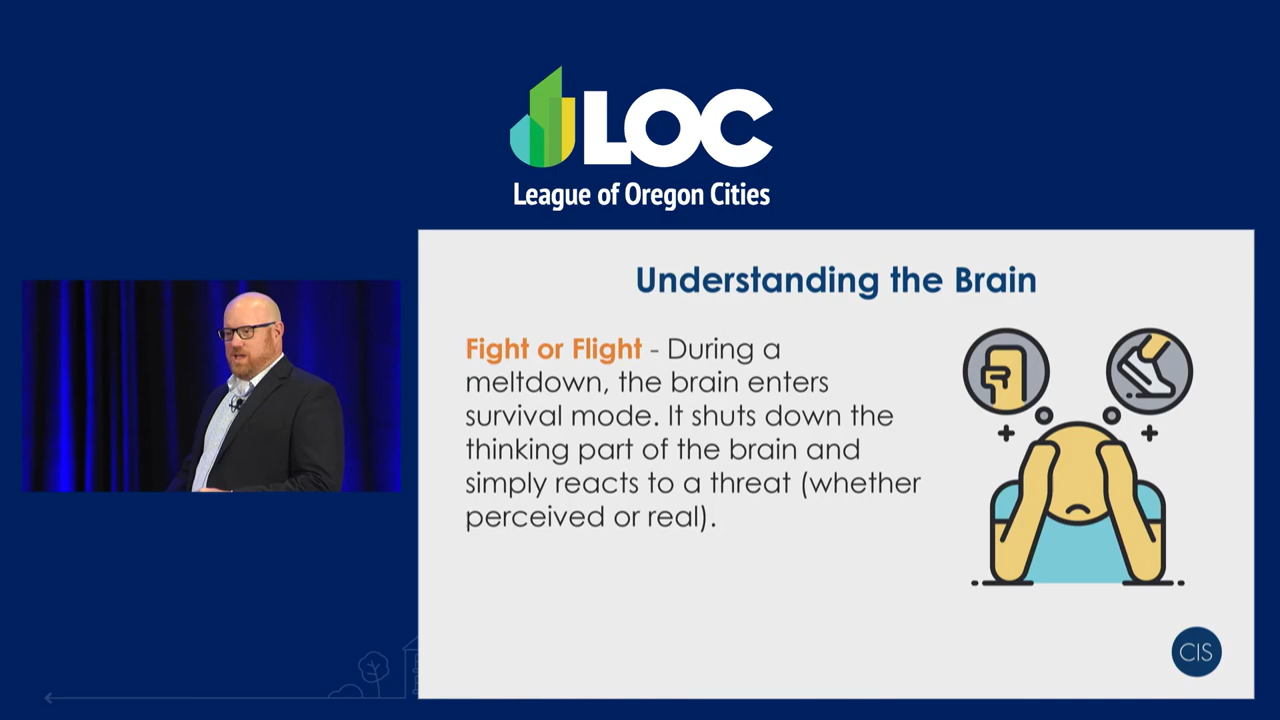 LOC
League of Oregon Cities
Understanding the Brain
Fight or Flight - During a
meltdown, the brain enters
survival mode. It shuts down the
thinking part of the brain and
simply reacts to a threat (whether
perceived or real).
CIS